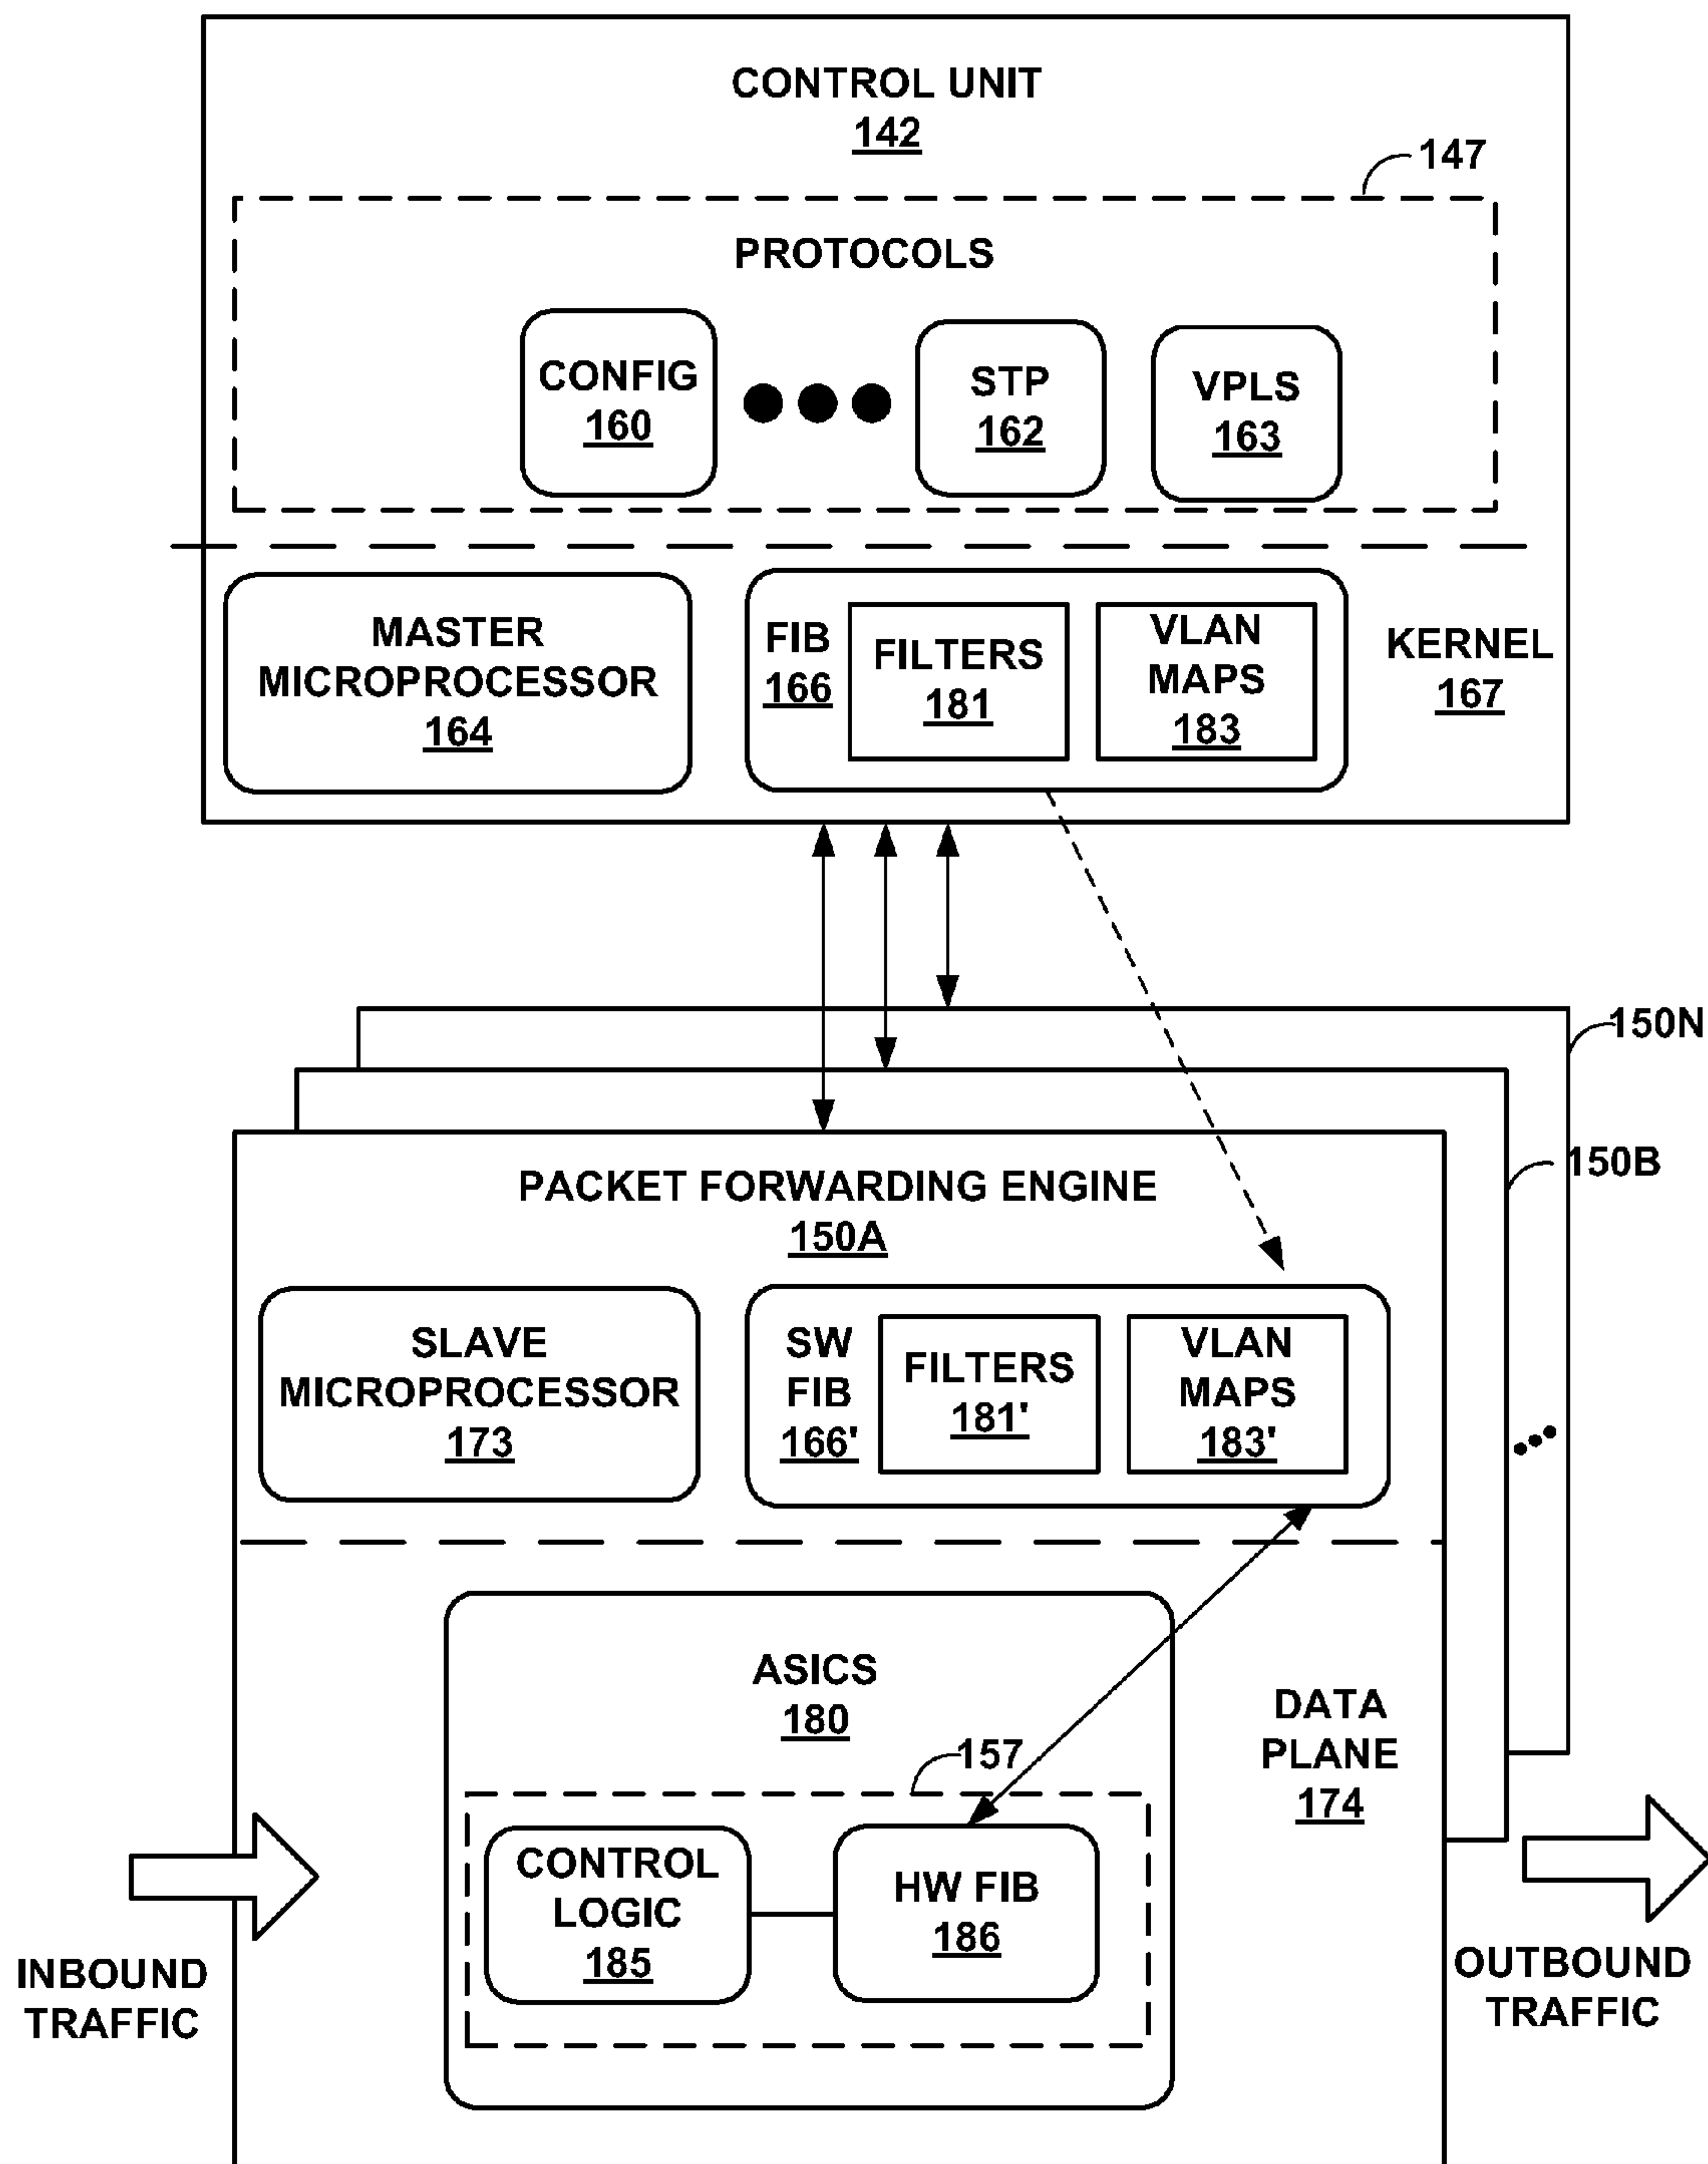 CONTROL UNIT
142
147
PROTOCOLS
CONFIG
160
STP
162
VPLS
163
MASTER
MICROPROCESSOR
164
FIB
166
FILTERS
181
VLAN
MAPS
183
KERNEL
167
150N
150B
PACKET FORWARDING ENGINE
150A
SLAVE
MICROPROCESSOR
173
SW
FIB
166'
FILTERS
181'
VLAN
MAPS
183'
ASICS
180
157
DATA
PLANE
174
CONTROL
LOGIC
185
HW FIB
186
INBOUND
TRAFFIC
OUTBOUND
TRAFFIC